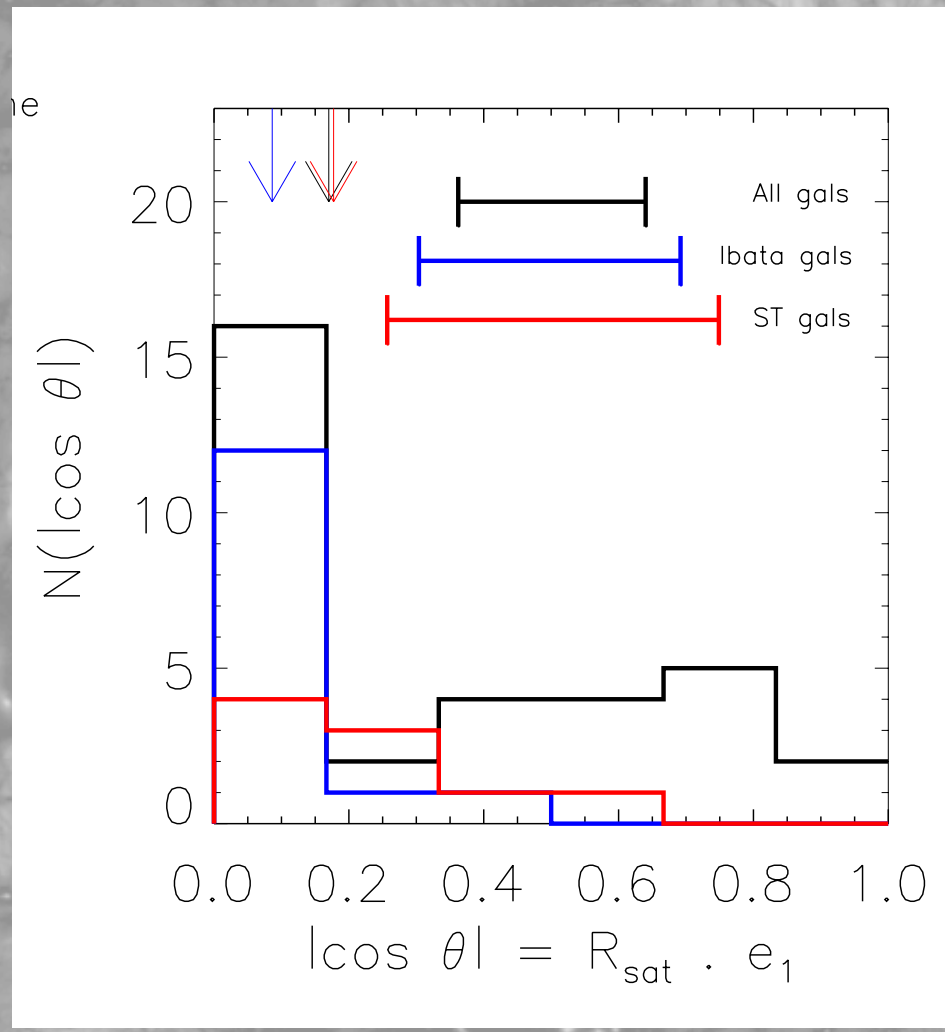 ne
20
15
10
5
0
N(|cos θ|)
All gals
Ibata gals
ST gals
0.0 0.2 0.4 0.6 0.8 1.0
|cos θ| = R_sat . e_1